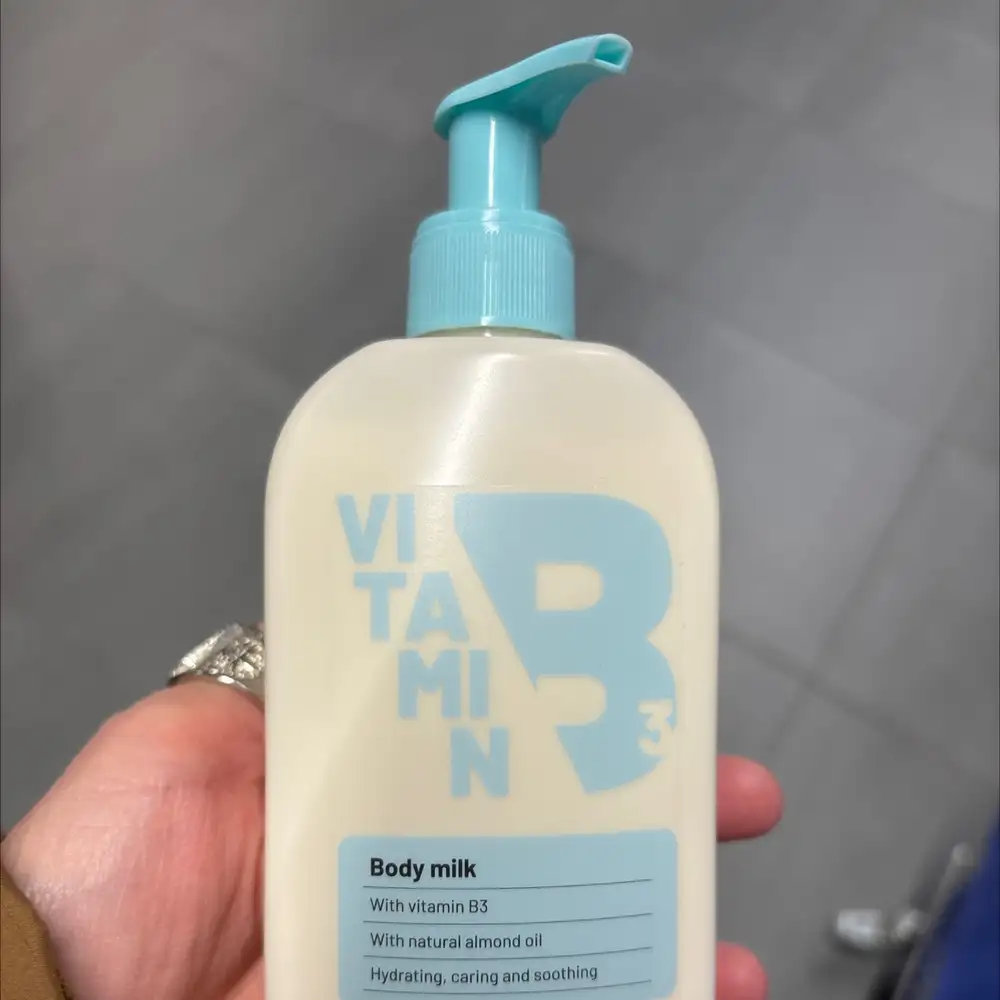 VI
TA
MI
N
B
3
Body milk
With vitamin B3
With natural almond oil
Hydrating, caring and soothing